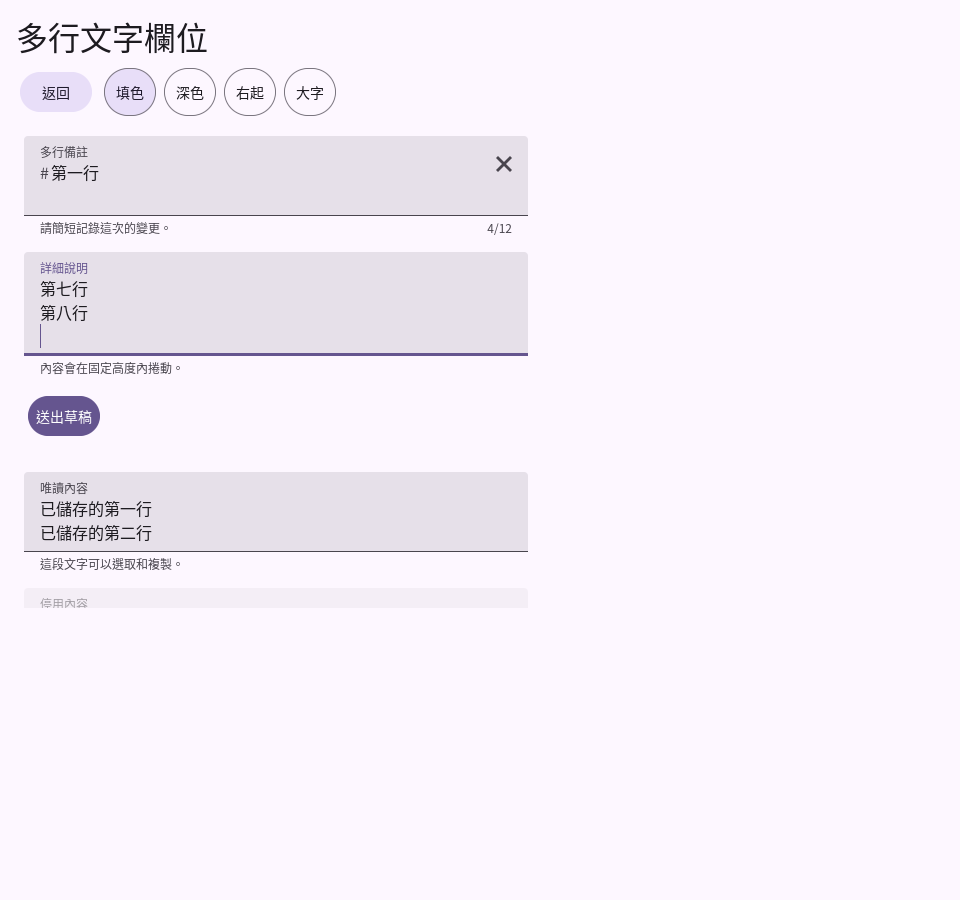 多行文字欄位
返回 填色 深色 右起 大字
多行備註
# 第一行
請簡短記錄這次的變更。 4/12
詳細說明
第七行
第八行
內容會在固定高度內捲動。
送出草稿
唯讀內容
已儲存的第一行
已儲存的第二行
這段文字可以選取和複製。
停用內容